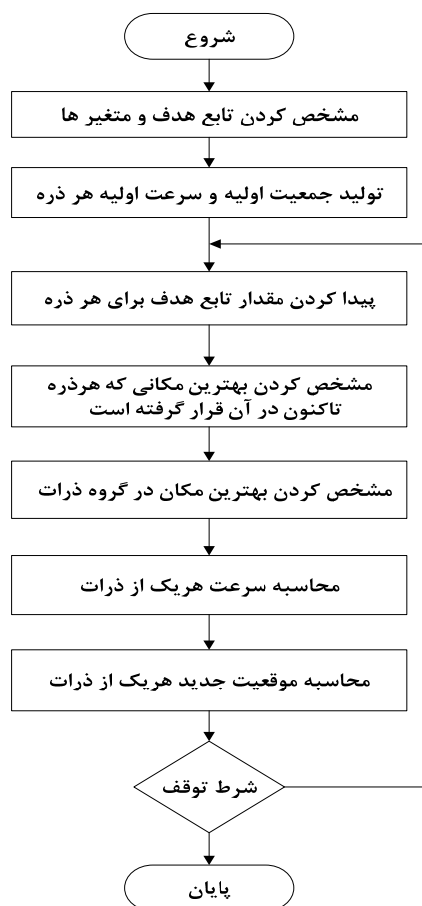 شروع
مشخص کردن تابع هدف و متغیر ها
تولید جمعیت اولیه و سرعت اولیه هر ذره
پیدا کردن مقدار تابع هدف برای هر ذره
مشخص کردن بهترین مکانی که هرذره
تاکنون در آن قرار گرفته است
مشخص کردن بهترین مکان در گروه ذرات
محاسبه سرعت هریک از ذرات
محاسبه موقعیت جدید هریک از ذرات
شرط توقف
پایان